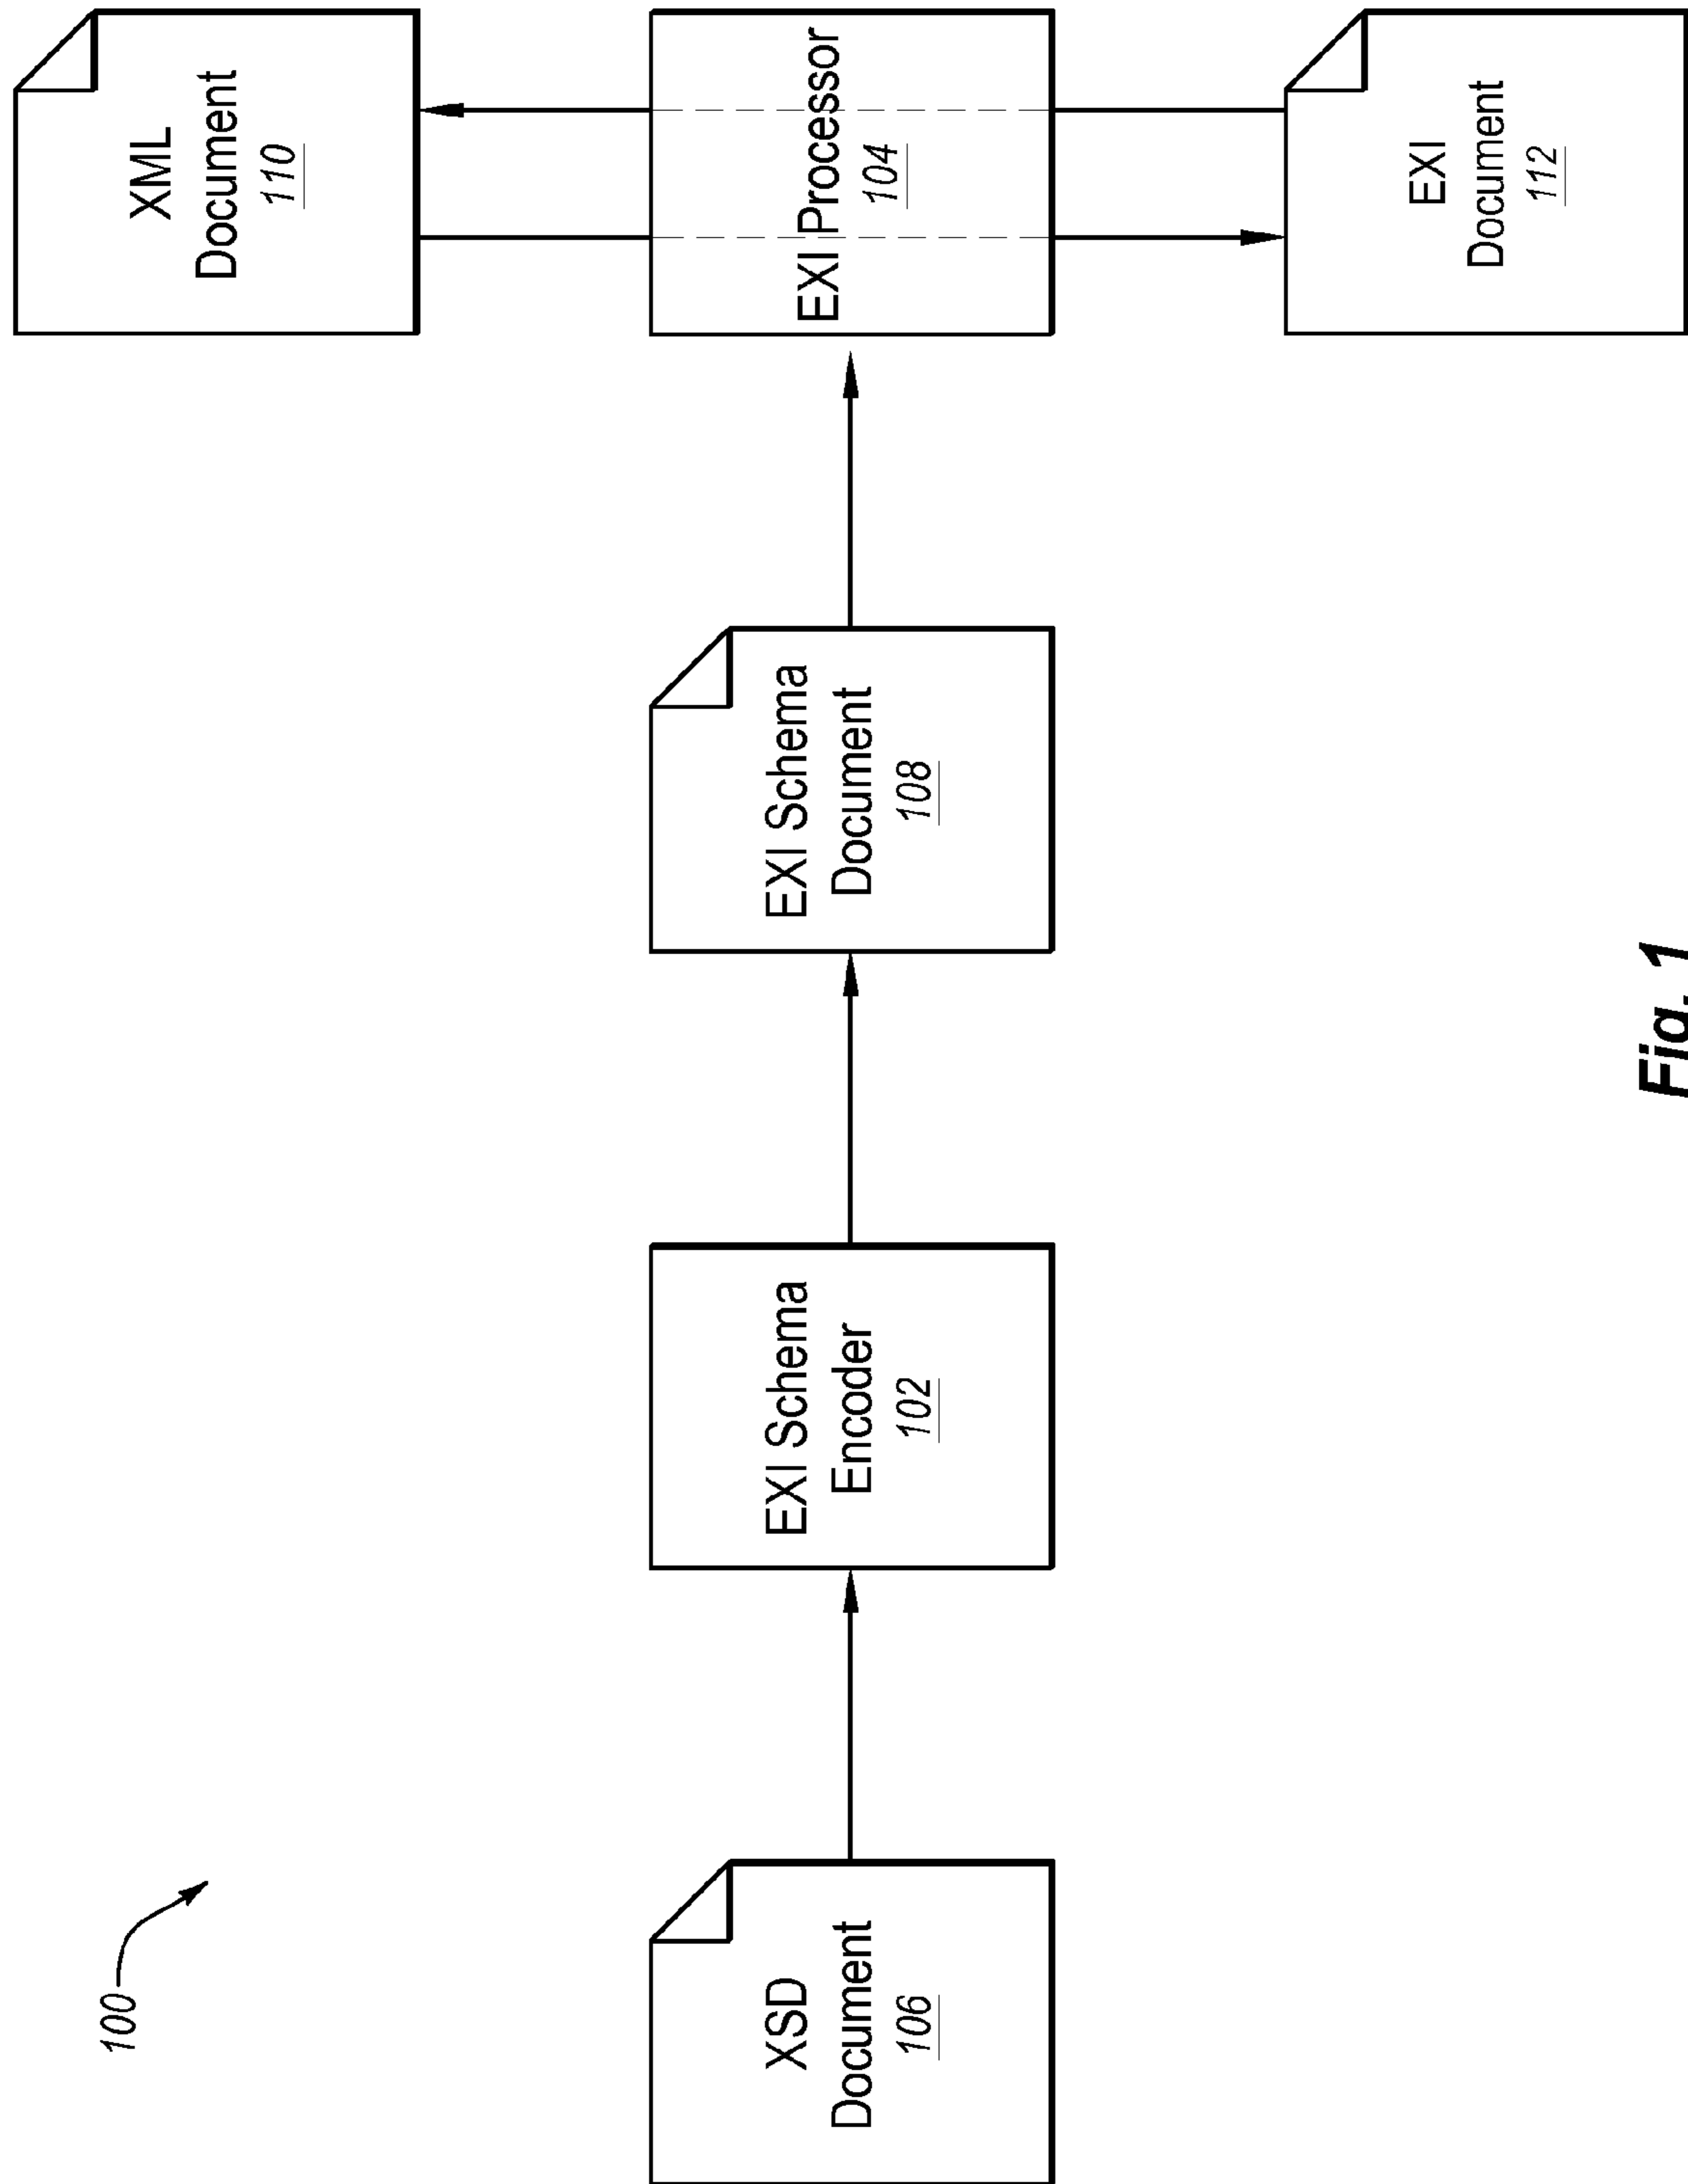 100
XSD
Document
106
EXI Schema
Encoder
102
EXI Schema
Document
108
XML
Document
110
EXI Processor
104
EXI
Document
112
Fig. 1